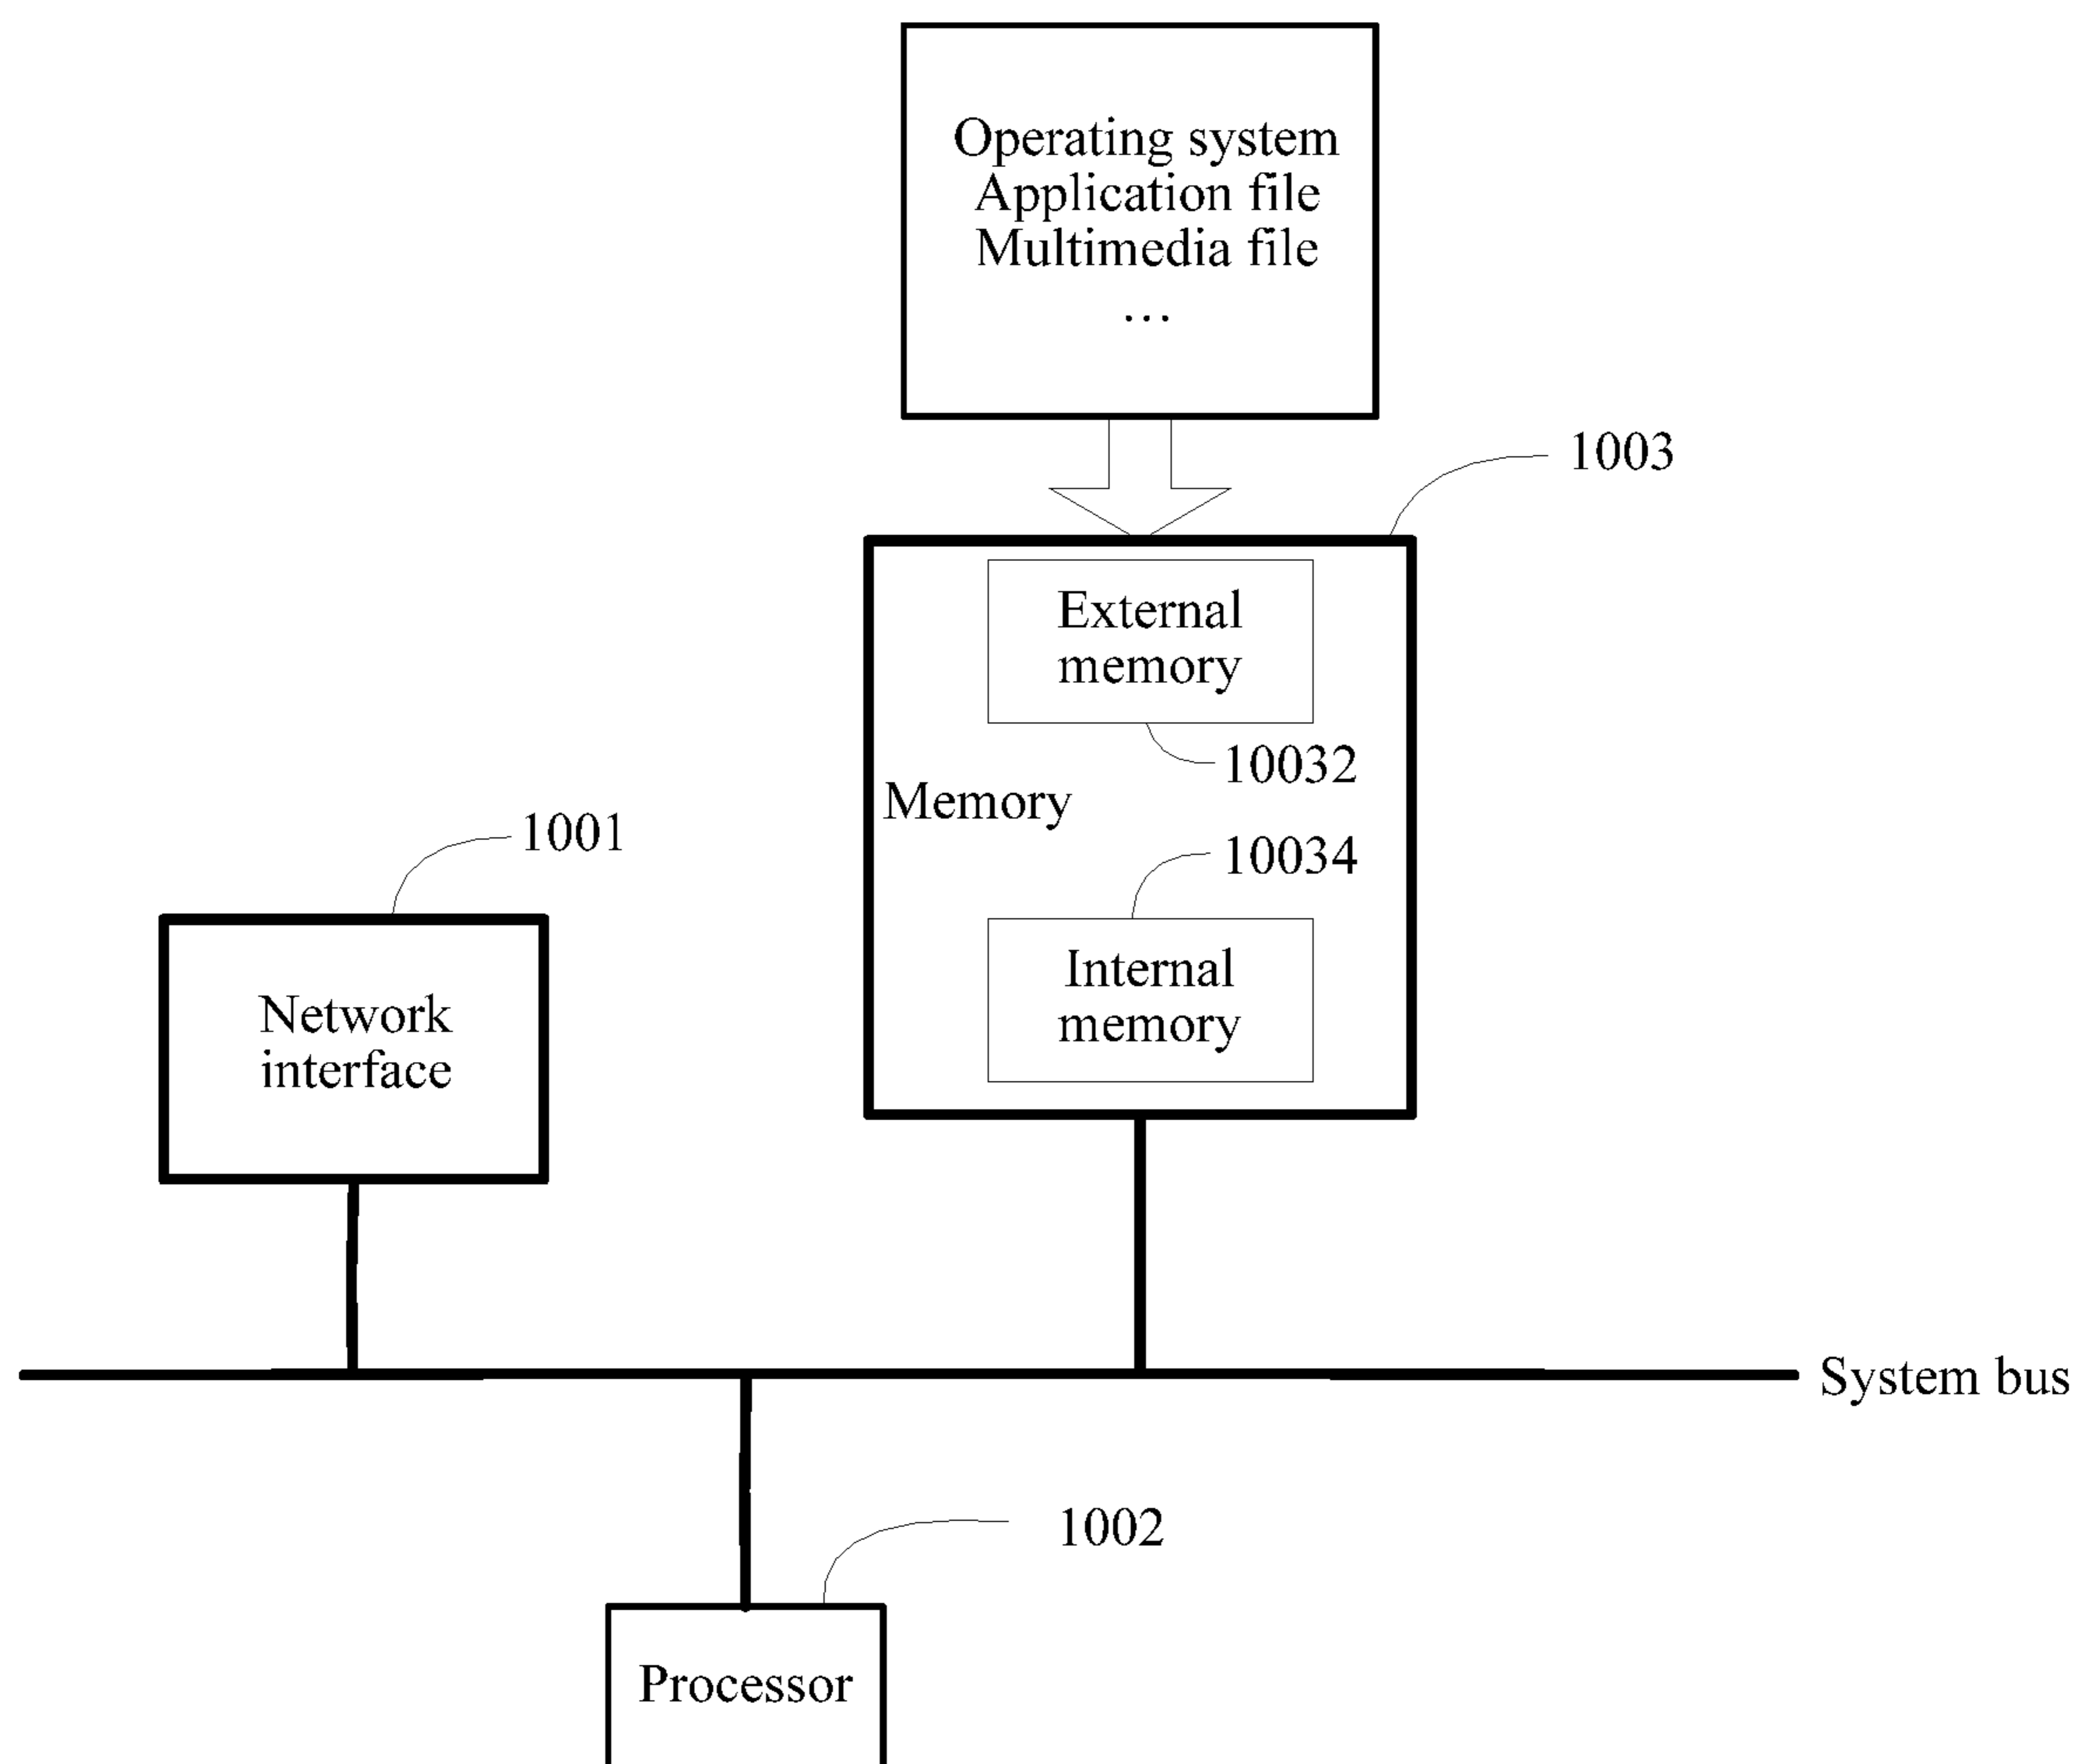 Operating system
Application file
Multimedia file
…
1003
External
memory
10032
Memory
10034
Internal
memory
1001
Network
interface
System bus
1002
Processor